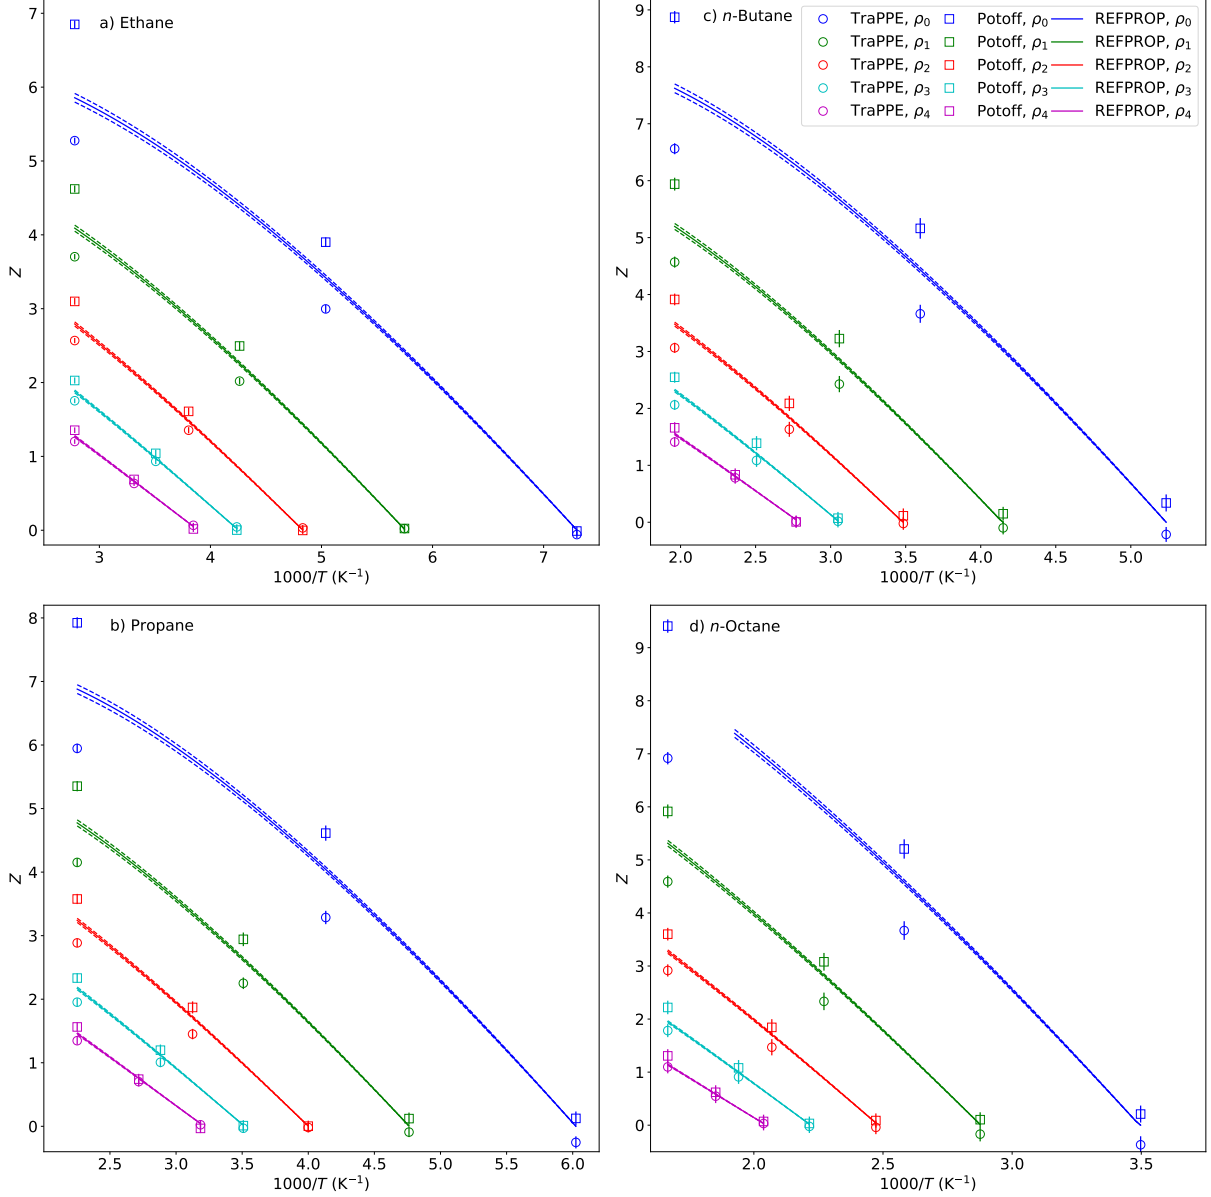 a) Ethane
Z
7
6
5
4
3
2
1
0
3 4 5 6 7
1000/T (K⁻¹)
c) n-Butane
TraPPE, ρ₀ Potoff, ρ₀ REFPROP, ρ₀
TraPPE, ρ₁ Potoff, ρ₁ REFPROP, ρ₁
TraPPE, ρ₂ Potoff, ρ₂ REFPROP, ρ₂
TraPPE, ρ₃ Potoff, ρ₃ REFPROP, ρ₃
TraPPE, ρ₄ Potoff, ρ₄ REFPROP, ρ₄
Z
9
8
7
6
5
4
3
2
1
0
2.0 2.5 3.0 3.5 4.0 4.5 5.0
1000/T (K⁻¹)
b) Propane
Z
8
7
6
5
4
3
2
1
0
2.5 3.0 3.5 4.0 4.5 5.0 5.5 6.0
1000/T (K⁻¹)
d) n-Octane
Z
9
8
7
6
5
4
3
2
1
0
2.0 2.5 3.0 3.5
1000/T (K⁻¹)